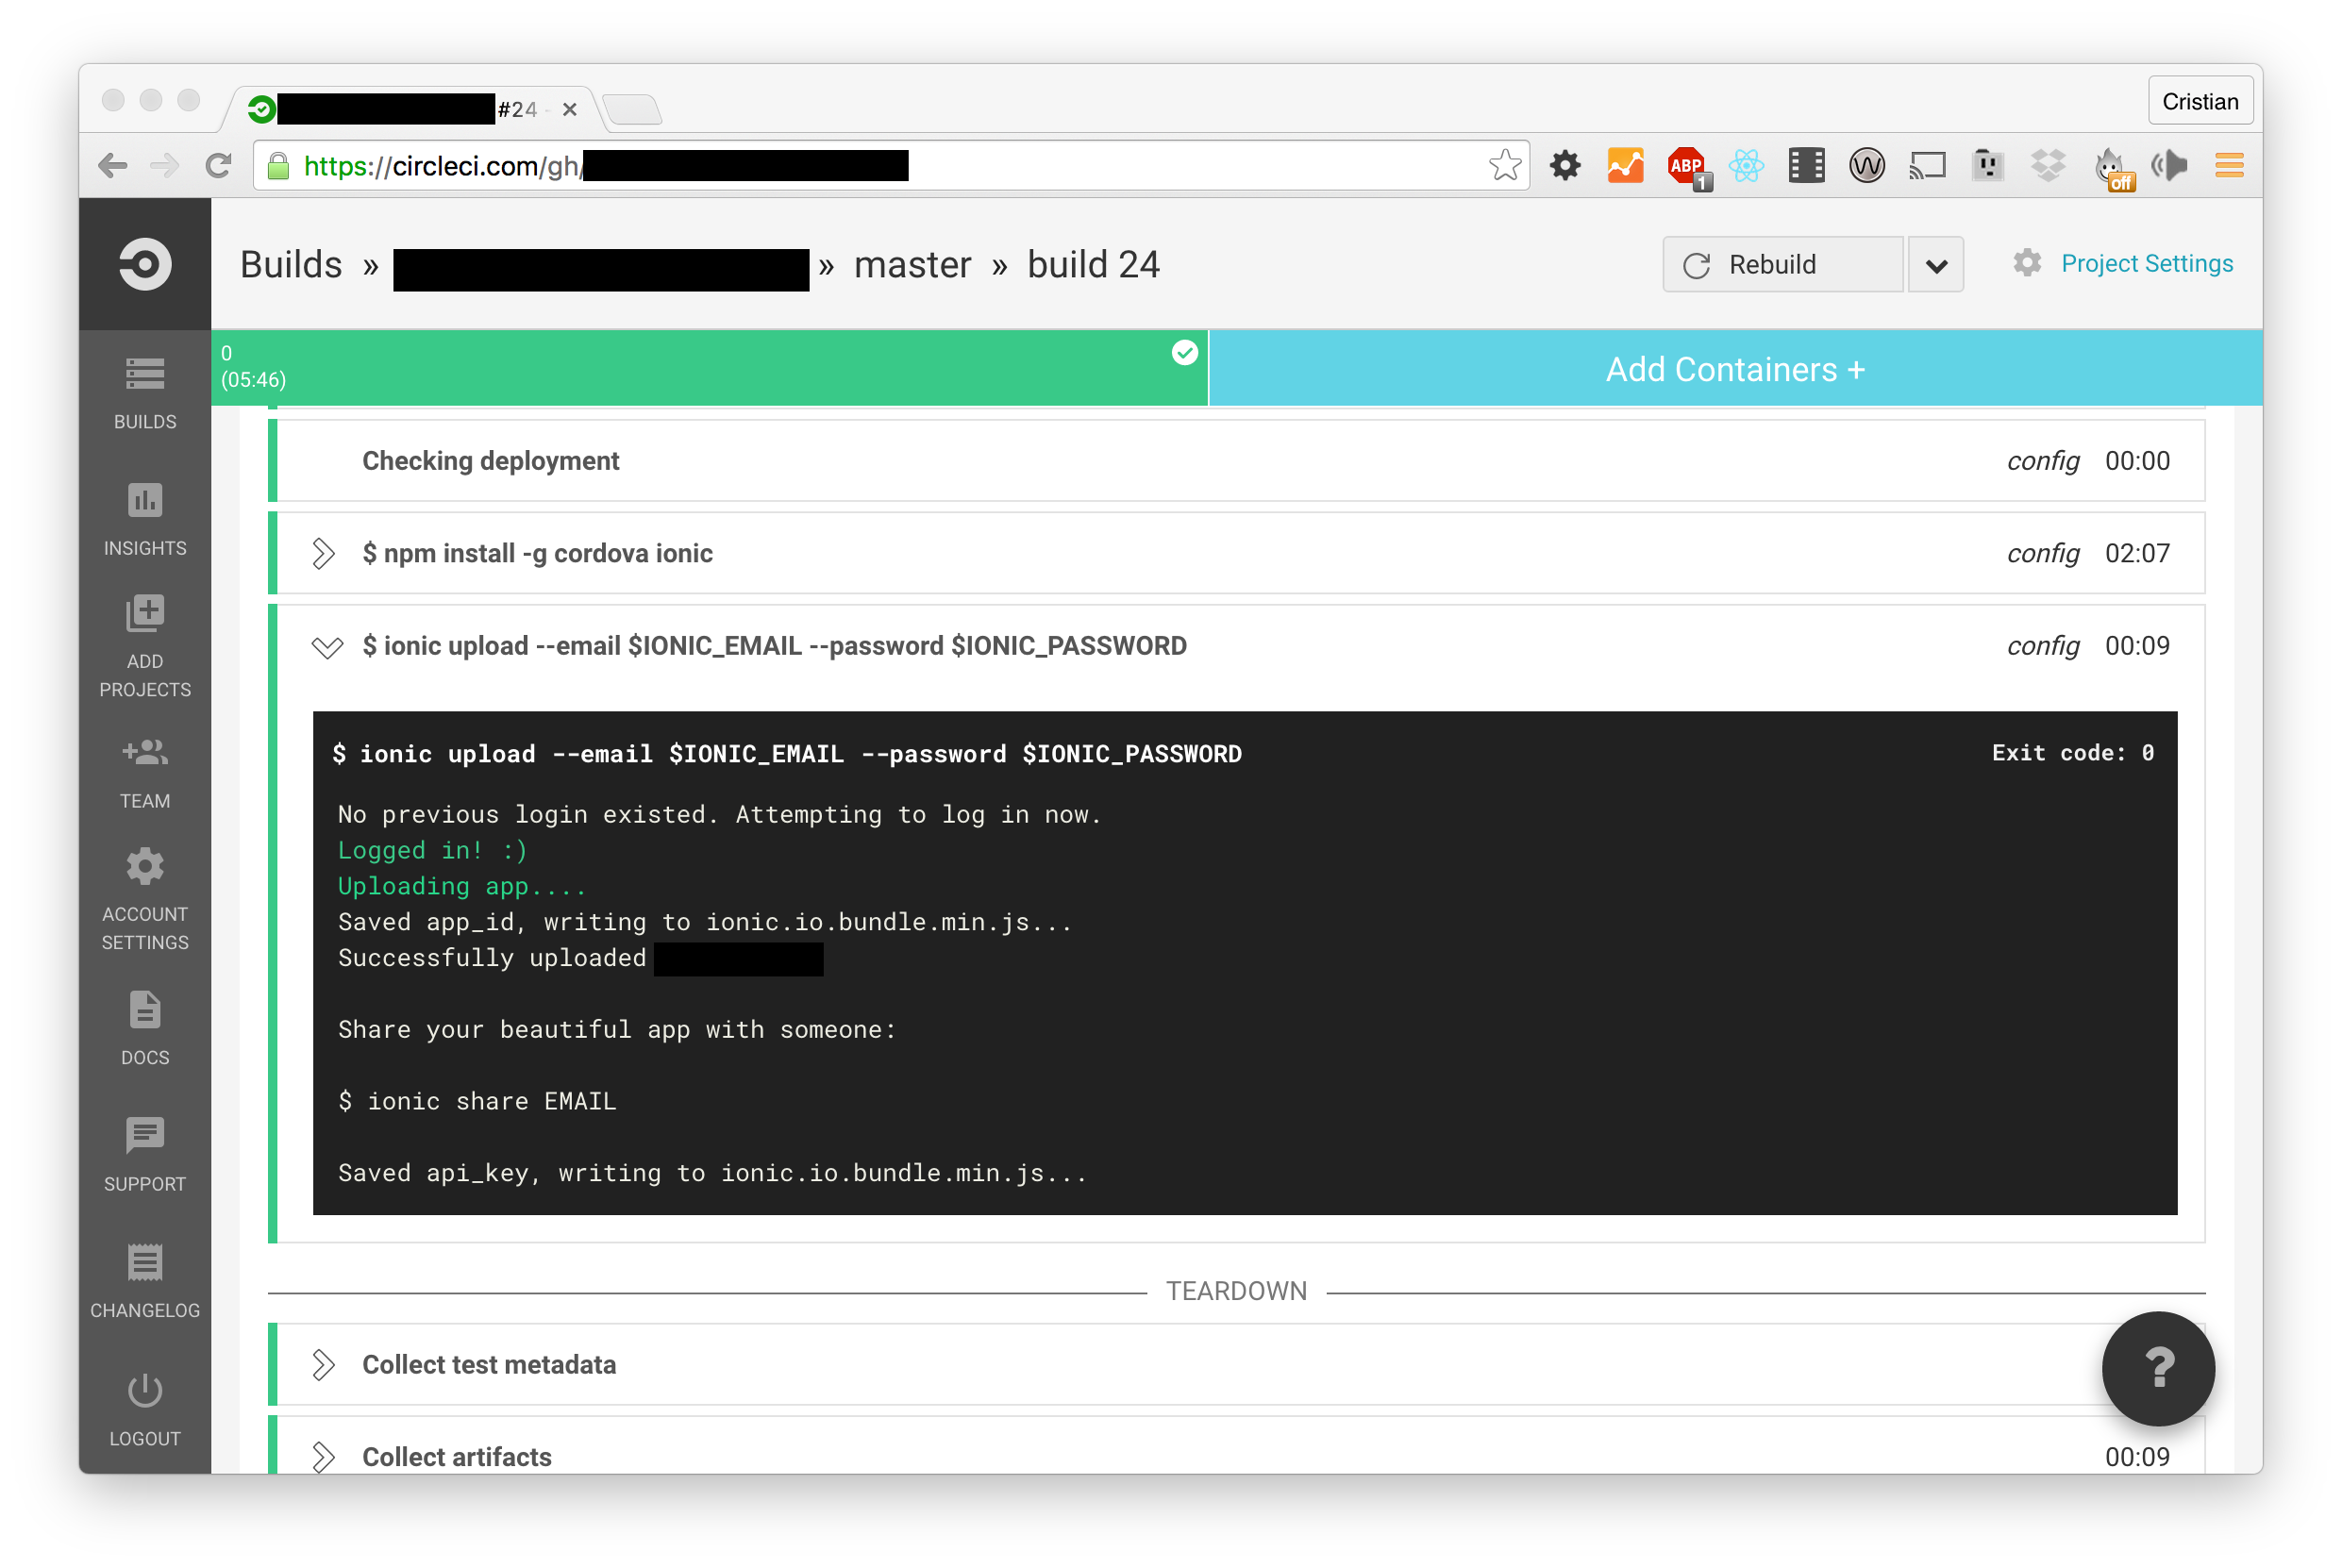 #24 -
Cristian
https://circleci.com/gh/
ABP
1
off
Builds » » master » build 24
Rebuild
Project Settings
0
(05:46)
Add Containers +
BUILDS
INSIGHTS
ADD
PROJECTS
TEAM
ACCOUNT
SETTINGS
DOCS
SUPPORT
CHANGELOG
LOGOUT
Checking deployment config 00:00
$ npm install -g cordova ionic config 02:07
$ ionic upload --email $IONIC_EMAIL --password $IONIC_PASSWORD config 00:09
$ ionic upload --email $IONIC_EMAIL --password $IONIC_PASSWORD Exit code: 0
No previous login existed. Attempting to log in now.
Logged in! :)
Uploading app....
Saved app_id, writing to ionic.io.bundle.min.js...
Successfully uploaded
Share your beautiful app with someone:
$ ionic share EMAIL
Saved api_key, writing to ionic.io.bundle.min.js...
TEARDOWN
Collect test metadata
?
Collect artifacts 00:09